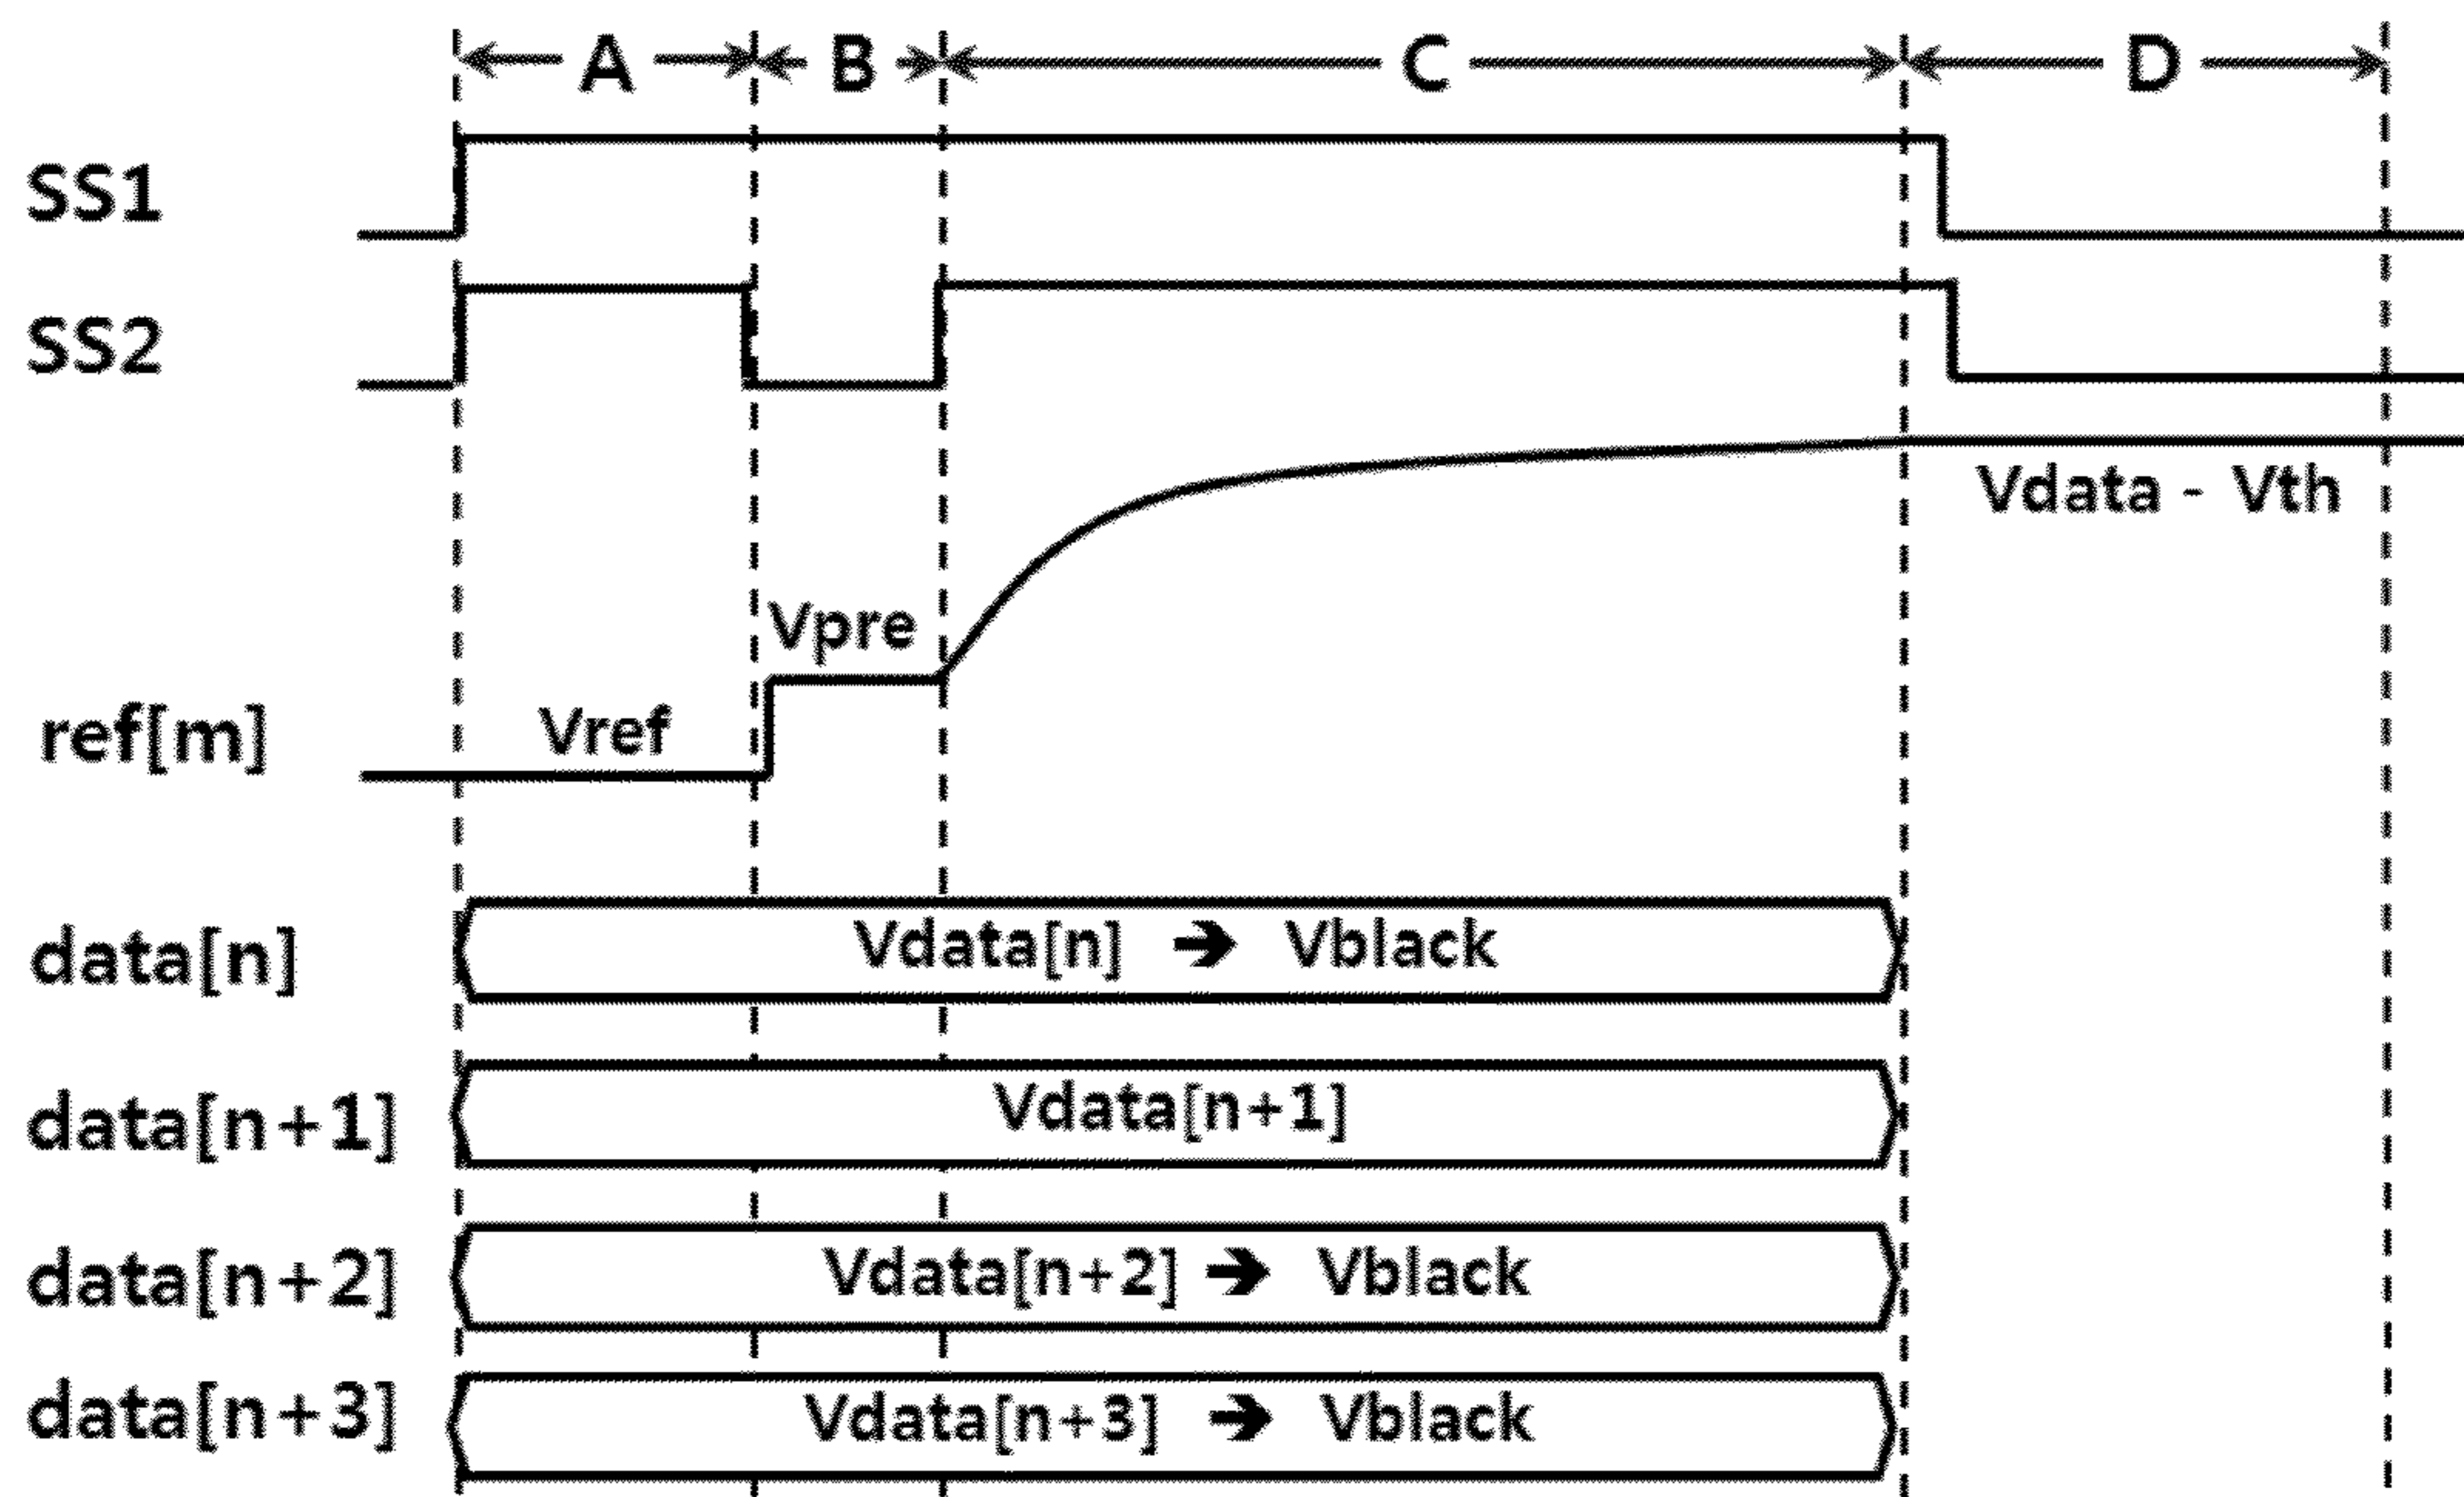 A B C D
SS1
SS2
Vdata - Vth
Vpre
Vref
ref[m]
data[n] Vdata[n] ➔ Vblack
data[n+1] Vdata[n+1]
data[n+2] Vdata[n+2] ➔ Vblack
data[n+3] Vdata[n+3] ➔ Vblack